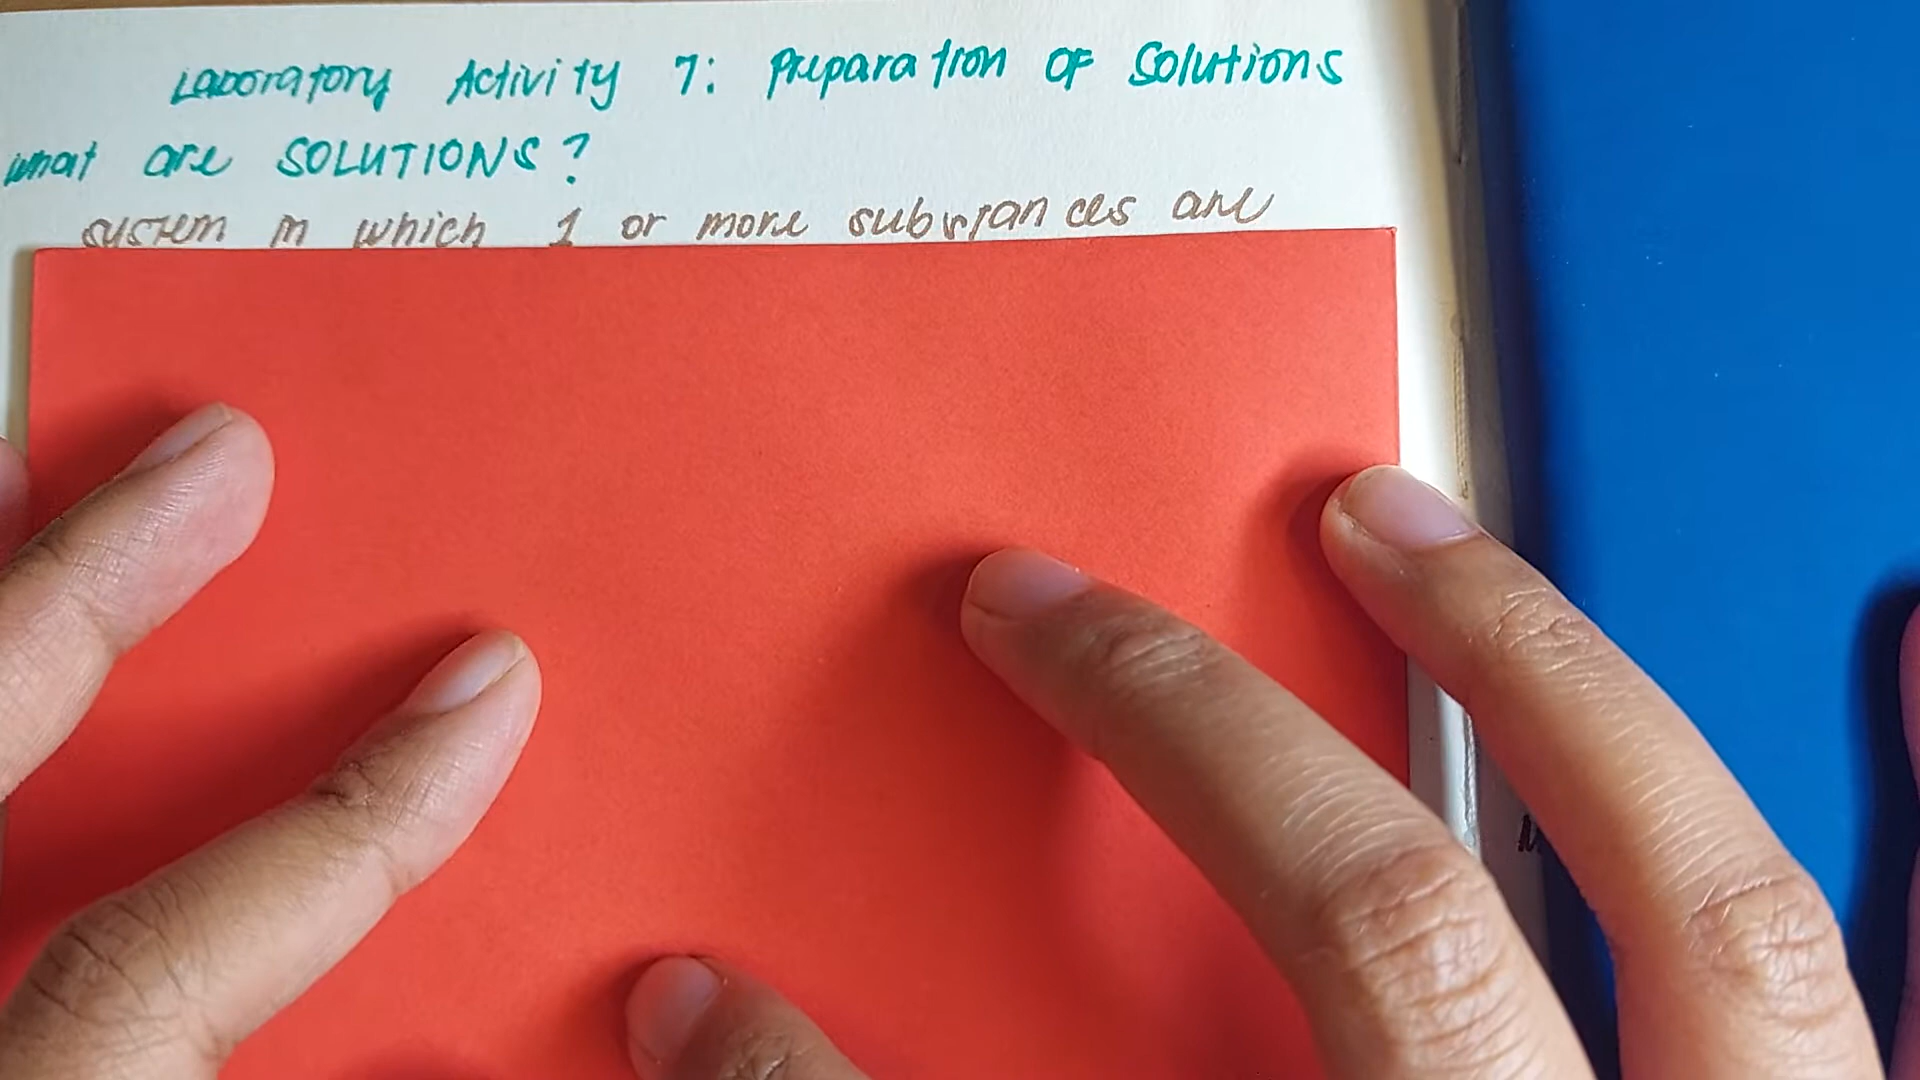 Laboratory Activity 7: Preparation of Solutions
What are SOLUTIONS?
system in which 1 or more substances are